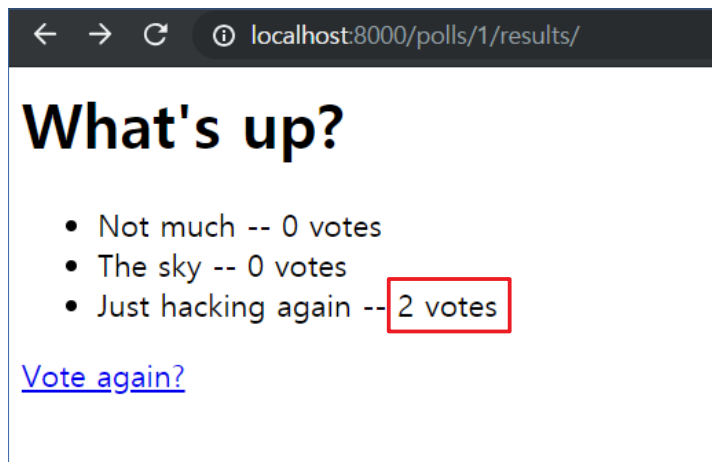 localhost:8000/polls/1/results/
What's up?
• Not much -- 0 votes
• The sky -- 0 votes
• Just hacking again -- 2 votes
Vote again?